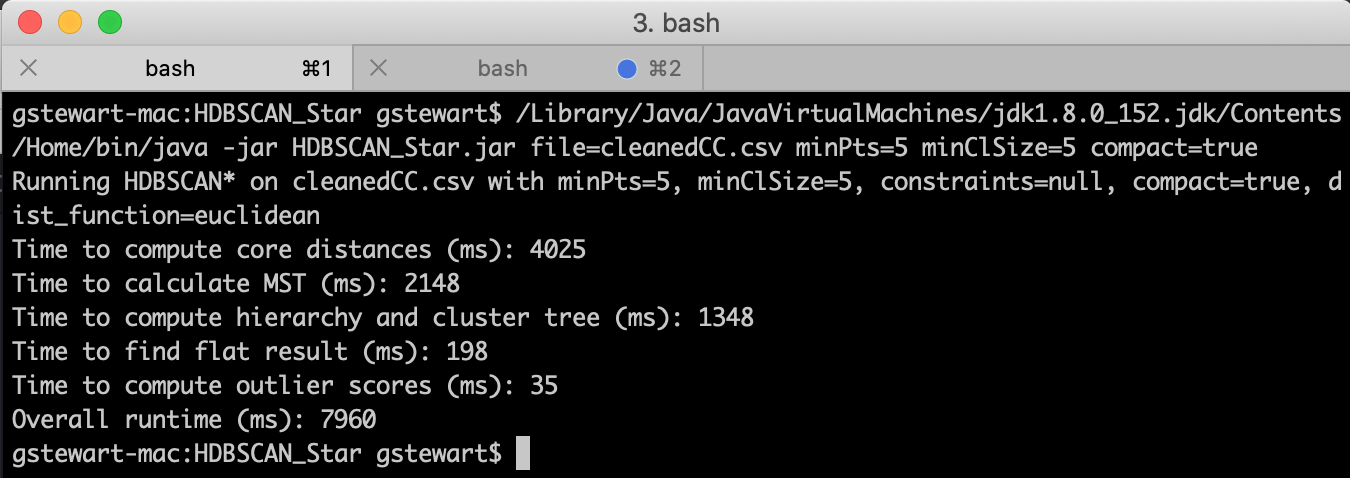 3. bash
bash ⌘1 bash ⌘2
gstewart-mac:HDBSCAN_Star gstewart$ /Library/Java/JavaVirtualMachines/jdk1.8.0_152.jdk/Contents
/Home/bin/java -jar HDBSCAN_Star.jar file=cleanedCC.csv minPts=5 minClSize=5 compact=true
Running HDBSCAN* on cleanedCC.csv with minPts=5, minClSize=5, constraints=null, compact=true, d
ist_function=euclidean
Time to compute core distances (ms): 4025
Time to calculate MST (ms): 2148
Time to compute hierarchy and cluster tree (ms): 1348
Time to find flat result (ms): 198
Time to compute outlier scores (ms): 35
Overall runtime (ms): 7960
gstewart-mac:HDBSCAN_Star gstewart$